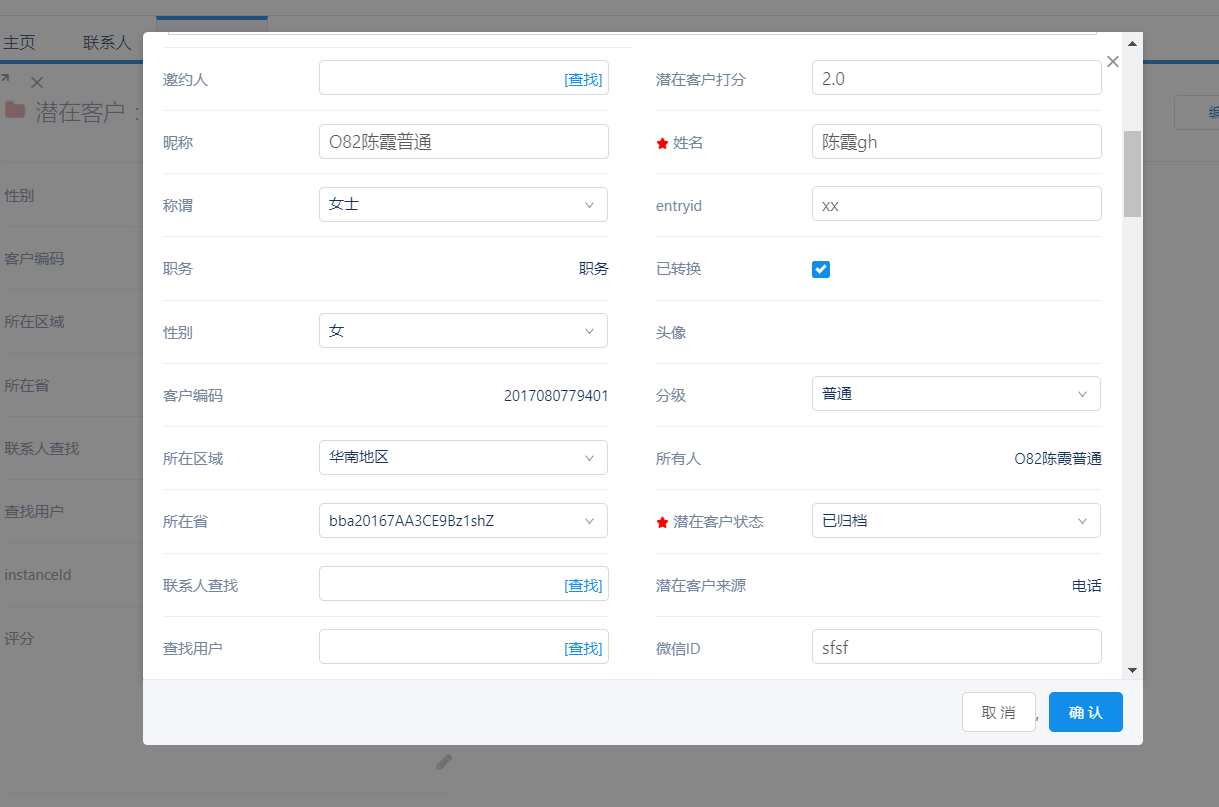 主页
联系人
潜在客户：
编
性别
客户编码
所在区域
所在省
联系人查找
查找用户
instanceId
评分
邀约人 [查找] 潜在客户打分 2.0
昵称 O82陈霞普通 姓名 陈霞gh
称谓 女士 entryid xx
职务 职务 已转换
性别 女 头像
客户编码 2017080779401 分级 普通
所在区域 华南地区 所有人 O82陈霞普通
所在省 bba20167AA3CE9Bz1shZ 潜在客户状态 已归档
联系人查找 [查找] 潜在客户来源 电话
查找用户 [查找] 微信ID sfsf
取 消 , 确 认